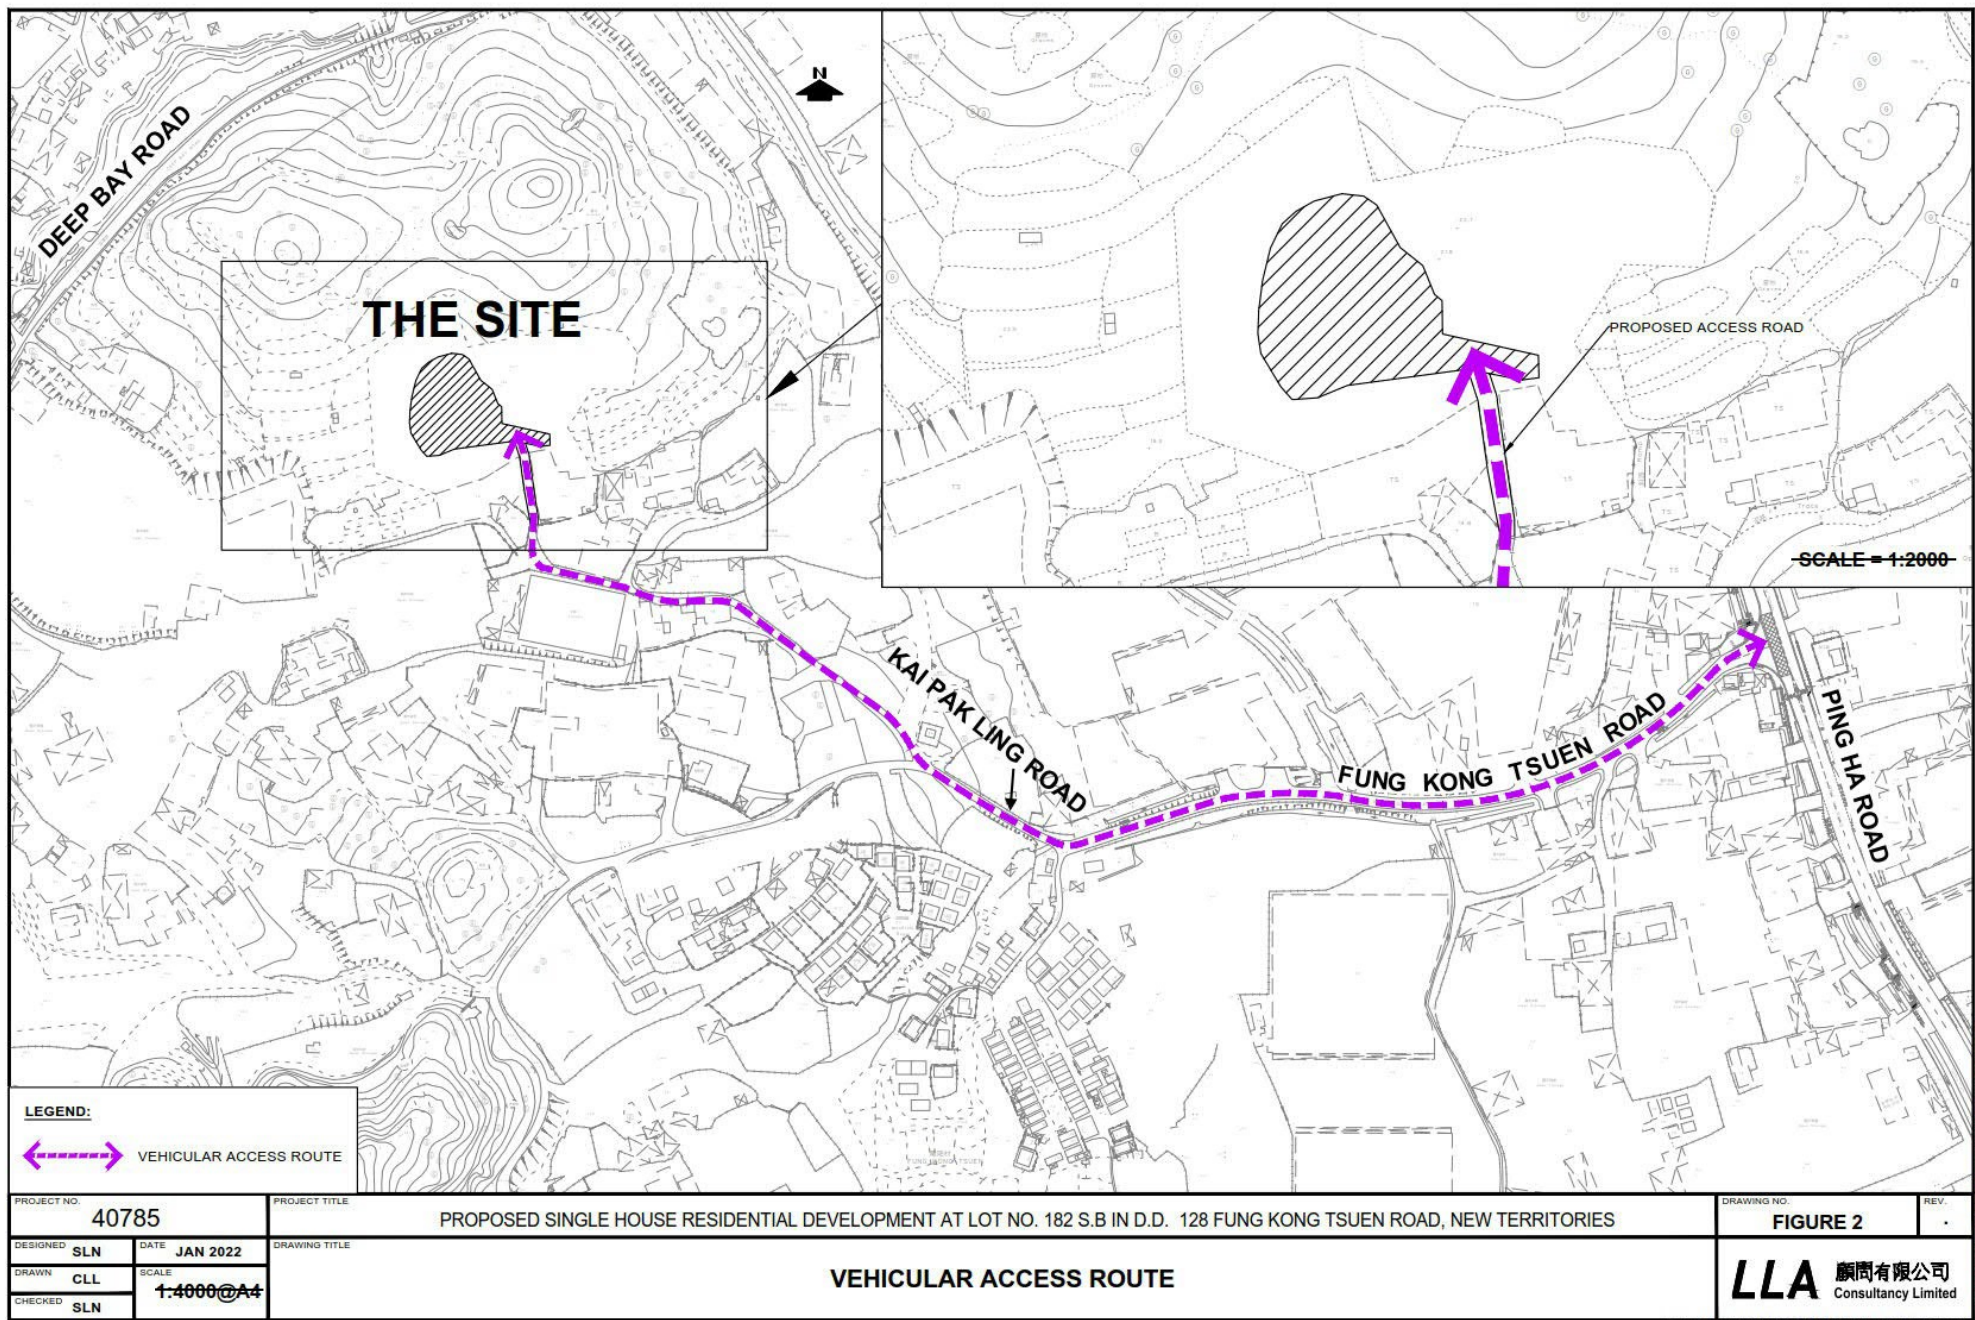 DEEP BAY ROAD
N
THE SITE
PROPOSED ACCESS ROAD
SCALE = 1:2000
KAI PAK LING ROAD
FUNG KONG TSUEN ROAD
PING HA ROAD
FUNG KONG TSUEN
LEGEND:
VEHICULAR ACCESS ROUTE
PROJECT NO.
40785
PROJECT TITLE
PROPOSED SINGLE HOUSE RESIDENTIAL DEVELOPMENT AT LOT NO. 182 S.B IN D.D. 128 FUNG KONG TSUEN ROAD, NEW TERRITORIES
DRAWING NO.
FIGURE 2
REV.
.
DESIGNED SLN
DATE JAN 2022
DRAWN CLL
SCALE
1:4000@A4
CHECKED SLN
DRAWING TITLE
VEHICULAR ACCESS ROUTE
LLA 顧問有限公司
Consultancy Limited